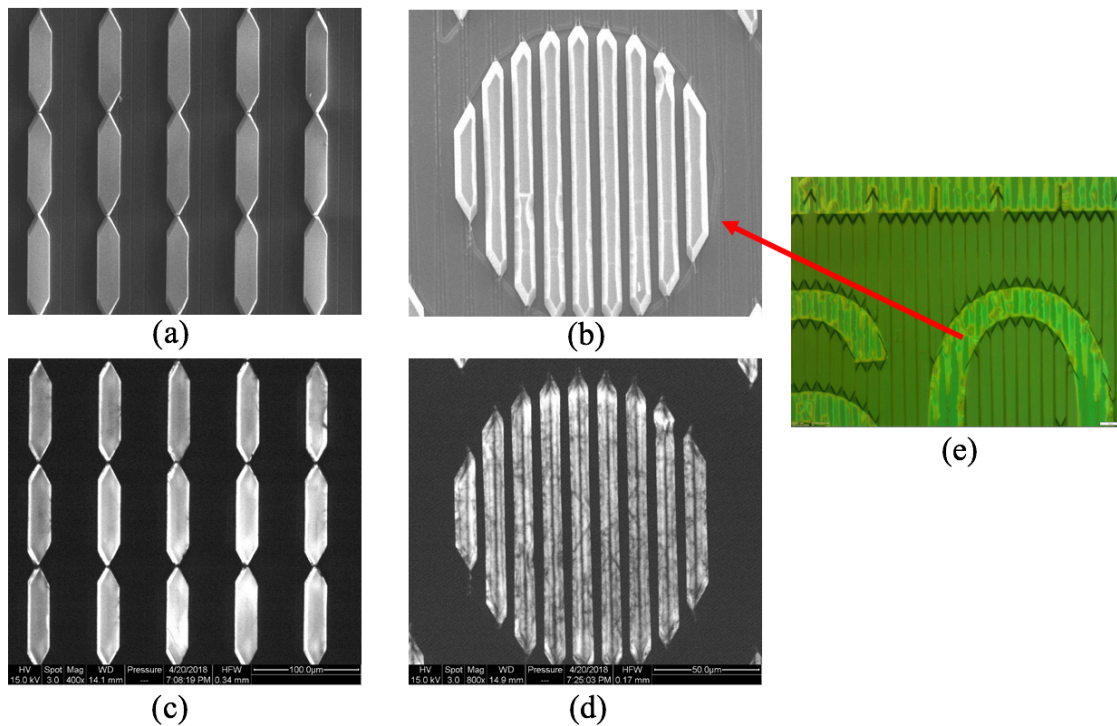 (a)
(b)
(e)
HV Spot Mag WD Pressure 4/20/2018 HFW 100.0µm
15.0 kV 3.0 400x 14.1 mm --- 7:08:19 PM 0.34 mm
HV Spot Mag WD Pressure 4/20/2018 HFW 50.0µm
15.0 kV 3.0 800x 14.9 mm --- 7:25:03 PM 0.17 mm
(c)
(d)